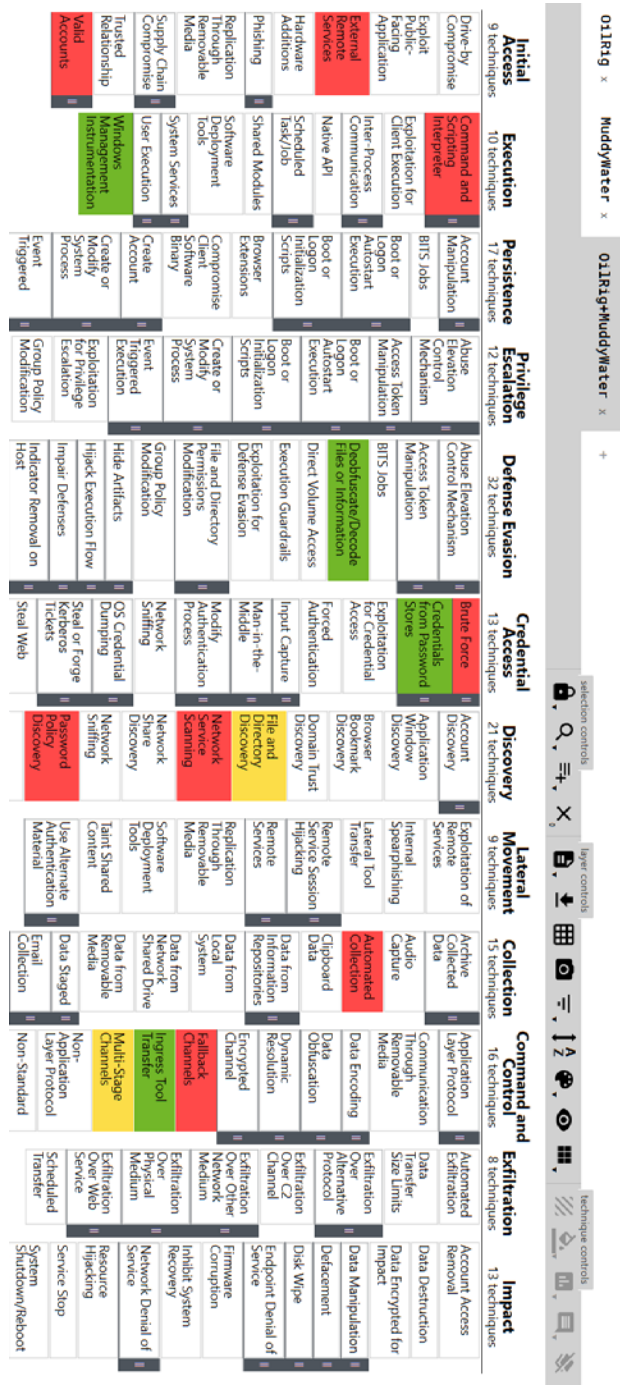 OilRig x MuddyWater x OilRig+MuddyWater x +
selection controls
layer controls
technique controls
Initial
Access
9 techniques
Drive-by
Compromise
Exploit
Public-
Facing
Application
External
Remote
Services
Hardware
Additions
Phishing
Replication
Through
Removable
Media
Supply Chain
Compromise
Trusted
Relationship
Valid
Accounts
Execution
10 techniques
Command and
Scripting
Interpreter
Exploitation for
Client Execution
Inter-Process
Communication
Native API
Scheduled
Task/Job
Shared Modules
Software
Deployment
Tools
System Services
User Execution
Windows
Management
Instrumentation
Persistence
17 techniques
Account
Manipulation
BITS Jobs
Boot or
Logon
Autostart
Execution
Boot or
Logon
Initialization
Scripts
Browser
Extensions
Compromise
Client
Software
Binary
Create
Account
Create or
Modify
System
Process
Event
Triggered
Privilege
Escalation
12 techniques
Abuse
Elevation
Control
Mechanism
Access Token
Manipulation
Boot or
Logon
Autostart
Execution
Boot or
Logon
Initialization
Scripts
Create or
Modify
System
Process
Event
Triggered
Execution
Exploitation
for Privilege
Escalation
Group Policy
Modification
Defense Evasion
32 techniques
Abuse Elevation
Control Mechanism
Access Token
Manipulation
BITS Jobs
Deobfuscate/Decode
Files or Information
Direct Volume Access
Execution Guardrails
Exploitation for
Defense Evasion
File and Directory
Permissions
Modification
Group Policy
Modification
Hide Artifacts
Hijack Execution Flow
Impair Defenses
Indicator Removal on
Host
Credential
Access
13 techniques
Brute Force
Credentials
from Password
Stores
Exploitation
for Credential
Access
Forced
Authentication
Input Capture
Man-in-the-
Middle
Modify
Authentication
Process
Network
Sniffing
OS Credential
Dumping
Steal or Forge
Kerberos
Tickets
Steal Web
Discovery
21 techniques
Account
Discovery
Application
Window
Discovery
Browser
Bookmark
Discovery
Domain Trust
Discovery
File and
Directory
Discovery
Network
Service
Scanning
Network
Share
Discovery
Network
Sniffing
Password
Policy
Discovery
Lateral
Movement
9 techniques
Exploitation of
Remote
Services
Internal
Spearphishing
Lateral Tool
Transfer
Remote
Service Session
Hijacking
Remote
Services
Replication
Through
Removable
Media
Software
Deployment
Tools
Taint Shared
Content
Use Alternate
Authentication
Material
Collection
15 techniques
Archive
Collected
Data
Audio
Capture
Automated
Collection
Clipboard
Data
Data from
Information
Repositories
Data from
Local
System
Data from
Network
Shared Drive
Data from
Removable
Media
Data Staged
Email
Collection
Command and
Control
16 techniques
Application
Layer Protocol
Communication
Through
Removable
Media
Data Encoding
Data
Obfuscation
Dynamic
Resolution
Encrypted
Channel
Fallback
Channels
Ingress Tool
Transfer
Multi-Stage
Channels
Non-
Application
Layer Protocol
Non-Standard
Exfiltration
8 techniques
Automated
Exfiltration
Data
Transfer
Size Limits
Exfiltration
Over
Alternative
Protocol
Exfiltration
Over C2
Channel
Exfiltration
Over Other
Network
Medium
Exfiltration
Over
Physical
Medium
Exfiltration
Over Web
Service
Scheduled
Transfer
Impact
13 techniques
Account Access
Removal
Data Destruction
Data Encrypted for
Impact
Data Manipulation
Defacement
Disk Wipe
Endpoint Denial of
Service
Firmware
Corruption
Inhibit System
Recovery
Network Denial of
Service
Resource
Hijacking
Service Stop
System
Shutdown/Reboot